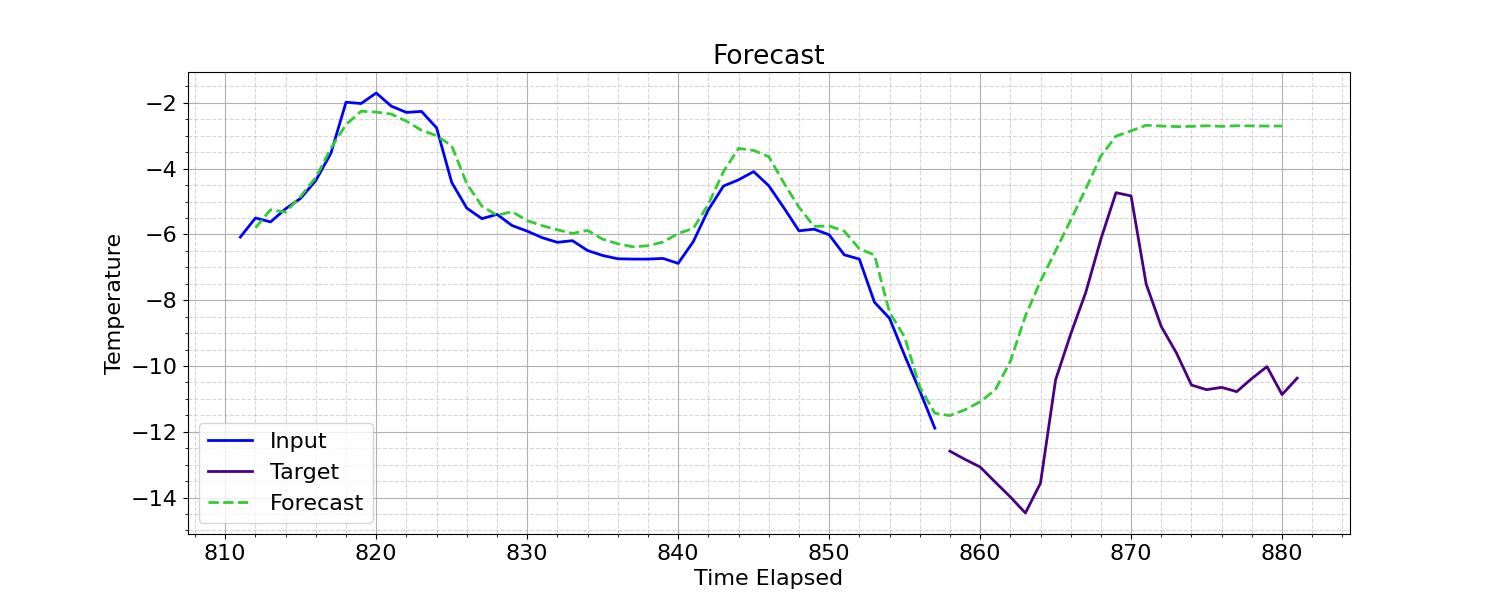 Forecast
−2
−4
−6
−8
−10
−12
−14
Temperature
Input
Target
Forecast
810 820 830 840 850 860 870 880
Time Elapsed